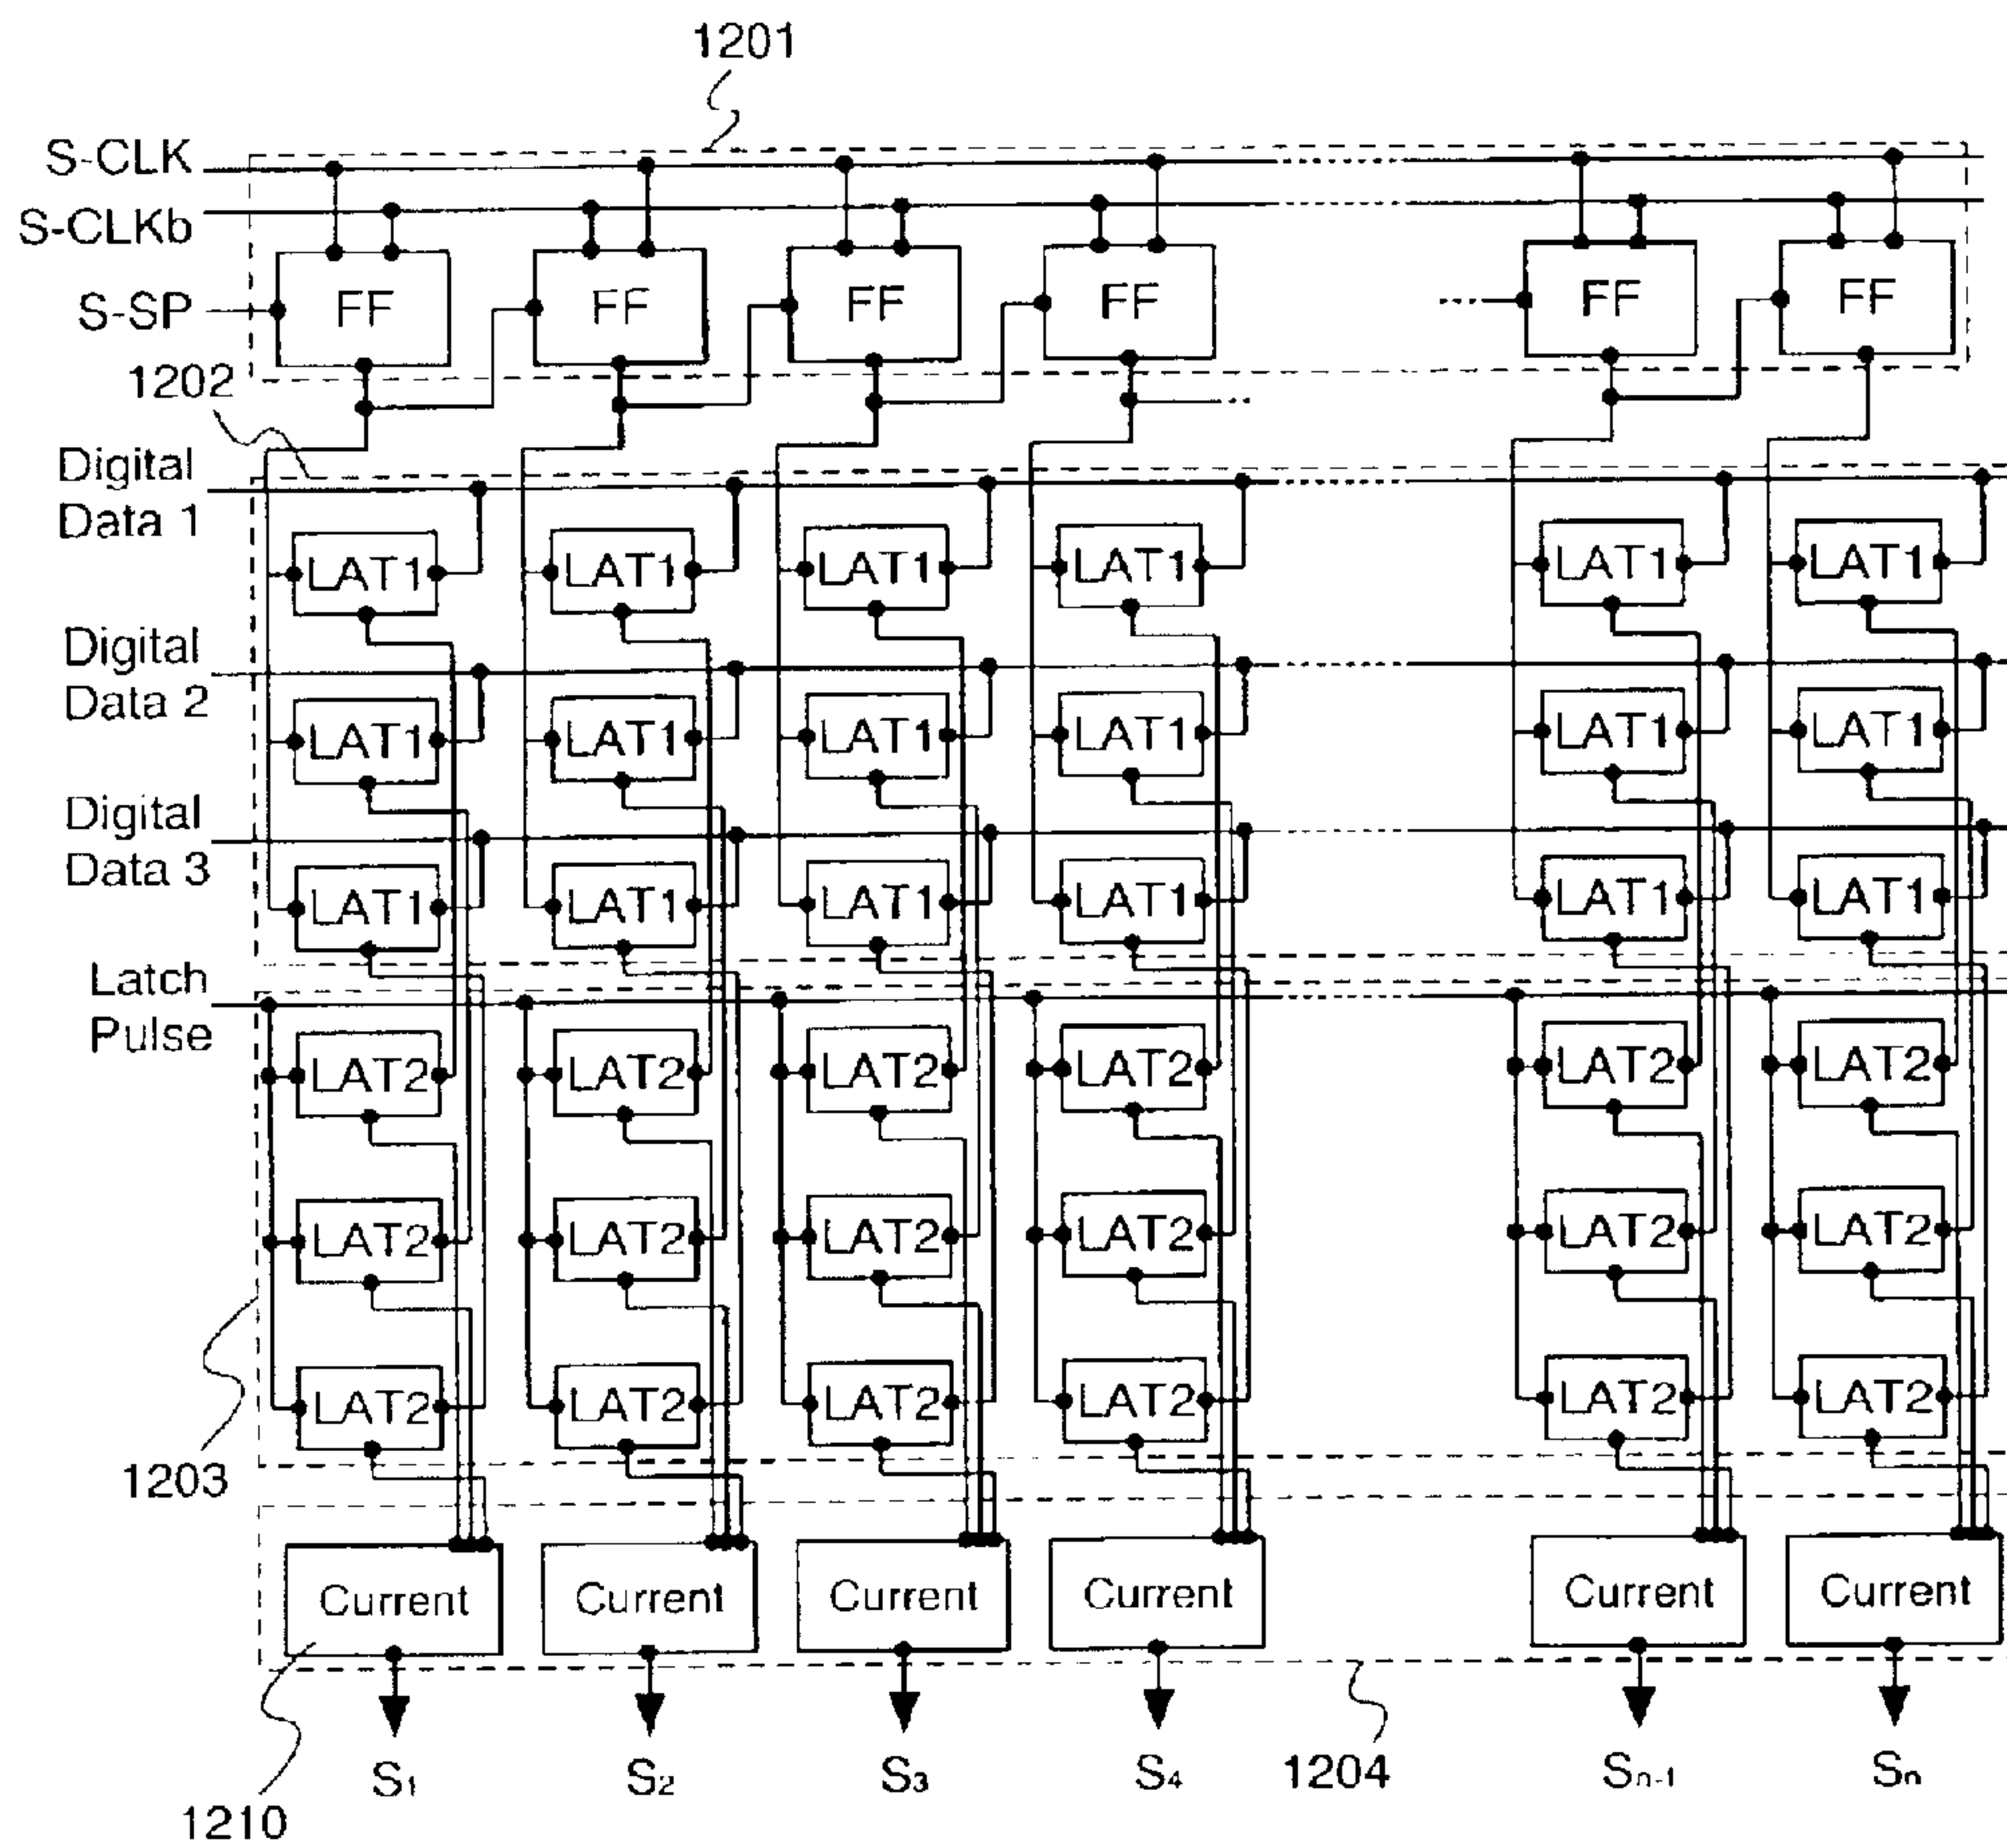 1201
S-CLK
S-CLKb
S-SP
FF FF FF FF FF FF
1202
Digital
Data 1
LAT1 LAT1 LAT1 LAT1 LAT1 LAT1
Digital
Data 2
LAT1 LAT1 LAT1 LAT1 LAT1 LAT1
Digital
Data 3
LAT1 LAT1 LAT1 LAT1 LAT1 LAT1
Latch
Pulse
LAT2 LAT2 LAT2 LAT2 LAT2 LAT2
LAT2 LAT2 LAT2 LAT2 LAT2 LAT2
LAT2 LAT2 LAT2 LAT2 LAT2 LAT2
1203
Current Current Current Current Current Current
S1 S2 S3 S4 1204 Sn-1 Sn
1210